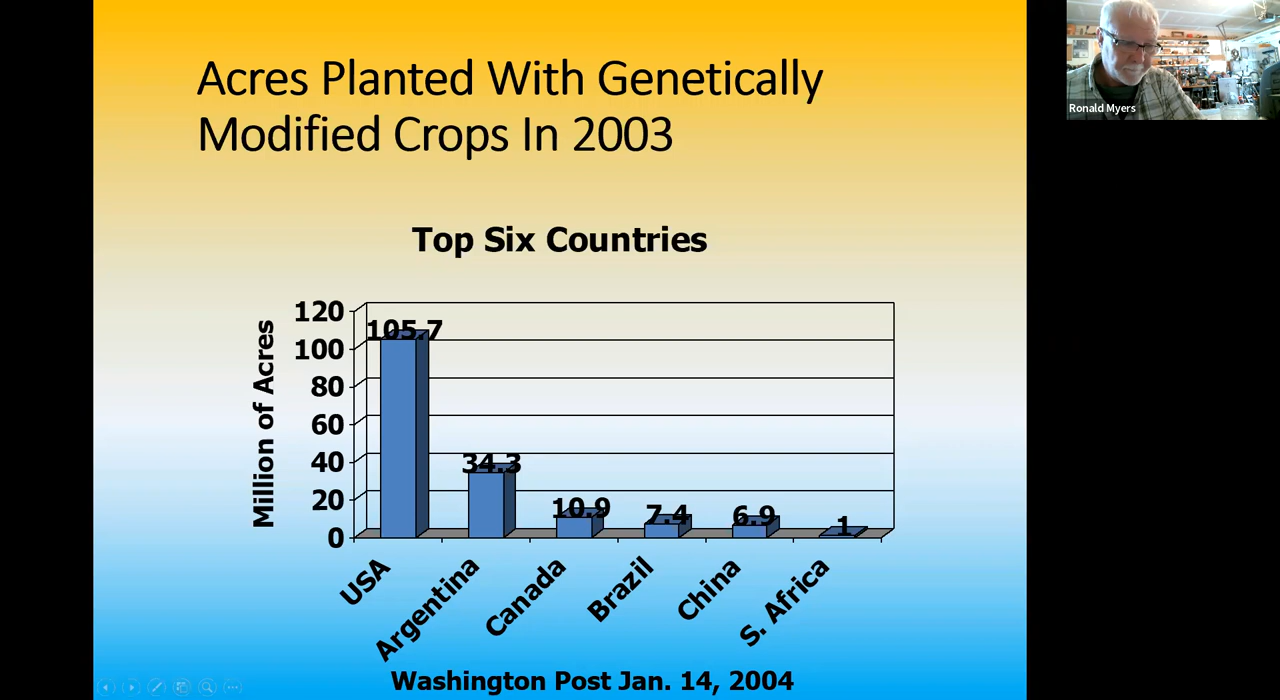 Acres Planted With Genetically
Modified Crops In 2003
Ronald Myers
Top Six Countries
Million of Acres
120
100
80
60
40
20
0
105.7
34.3
10.9
7.4
6.9
1
USA
Argentina
Canada
Brazil
China
S. Africa
Washington Post Jan. 14, 2004